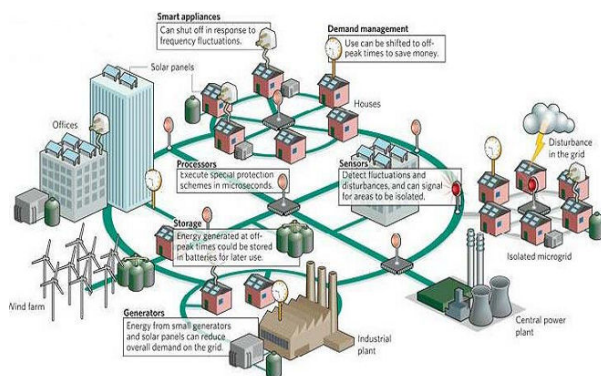 Smart appliances
Can shut off in response to
frequency fluctuations.
Demand management
Use can be shifted to off-
peak times to save money.
Solar panels
Houses
Offices
Disturbance
in the grid
Processors
Execute special protection
schemes in microseconds.
Sensors
Detect fluctuations and
disturbances, and can signal
for areas to be isolated.
Storage
Energy generated at off-
peak times could be stored
in batteries for later use.
Isolated microgrid
Wind farm
Generators
Energy from small generators
and solar panels can reduce
overall demand on the grid.
Industrial
plant
Central power
plant